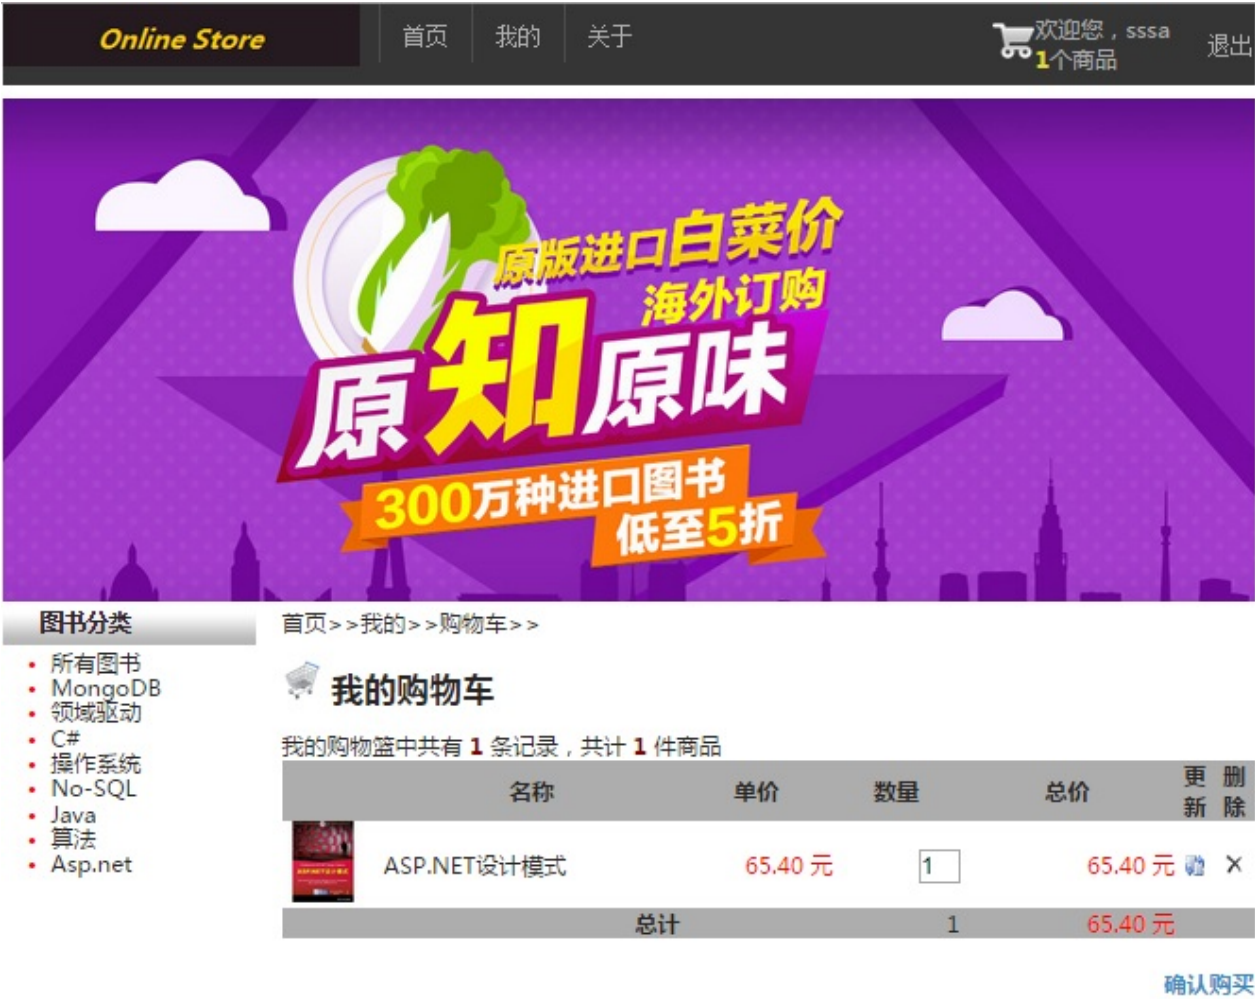 Online Store
首页
我的
关于
欢迎您，sssa
1个商品
退出
原版进口白菜价
海外订购
原知原味
300万种进口图书
低至5折
图书分类
所有图书
MongoDB
领域驱动
C#
操作系统
No-SQL
Java
算法
Asp.net
首页>>我的>>购物车>>
我的购物车
我的购物篮中共有 1 条记录，共计 1 件商品
名称 单价 数量 总价 更新 删除
ASP.NET设计模式 65.40 元 1 65.40 元
总计 1 65.40 元
确认购买